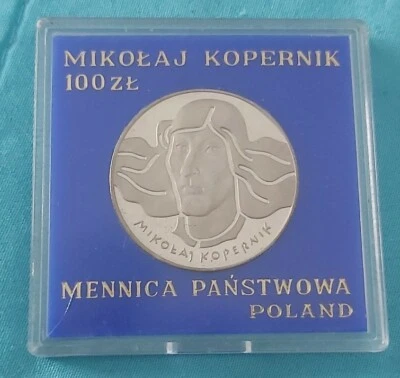 MIKOŁAJ KOPERNIK
100 ZŁ
MIKOŁAJ KOPERNIK
MENNICA PAŃSTWOWA
POLAND